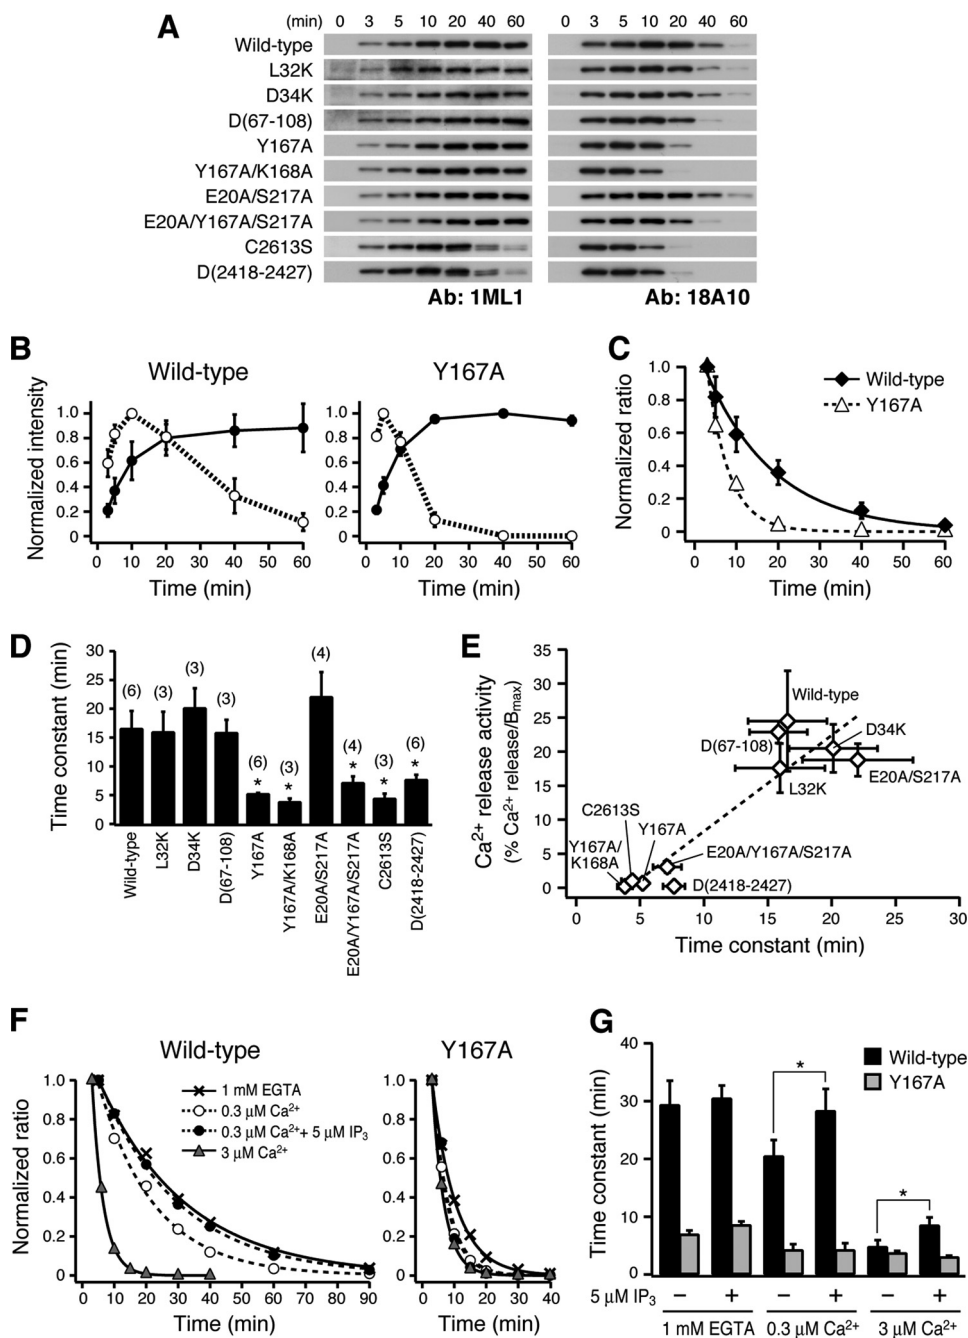 A
(min) 0 3 5 10 20 40 60 0 3 5 10 20 40 60
Wild-type
L32K
D34K
D(67-108)
Y167A
Y167A/K168A
E20A/S217A
E20A/Y167A/S217A
C2613S
D(2418-2427)
Ab: 1ML1 Ab: 18A10
B
Wild-type Y167A
Normalized intensity
1.0 1.0
0.8 0.8
0.6 0.6
0.4 0.4
0.2 0.2
0 0
0 10 20 30 40 50 60 0 10 20 30 40 50 60
Time (min) Time (min)
C
Normalized ratio
1.0
0.8
0.6
0.4
0.2
0
Wild-type
Y167A
0 10 20 30 40 50 60
Time (min)
D
Time constant (min)
30
25
20
15
10
5
0
(6) (3) (3) (3) (6) (3) (4) (4) (3) (6)
* * * * *
Wild-type
L32K
D34K
D(67-108)
Y167A
Y167A/K168A
E20A/S217A
E20A/Y167A/S217A
C2613S
D(2418-2427)
E
Ca2+ release activity
(% Ca2+ release/Bmax)
35
30
25
20
15
10
5
0
Wild-type
D(67-108)
D34K
E20A/S217A
L32K
C2613S
Y167A
Y167A/
K168A
E20A/Y167A/S217A
D(2418-2427)
0 5 10 15 20 25 30
Time constant (min)
F
Wild-type Y167A
Normalized ratio
1.0 1.0
0.8 0.8
0.6 0.6
0.4 0.4
0.2 0.2
0 0
1 mM EGTA
0.3 µM Ca2+
0.3 µM Ca2++ 5 µM IP3
3 µM Ca2+
0 10 20 30 40 50 60 70 80 90 0 10 20 30 40
Time (min) Time (min)
G
Time constant (min)
40
30
20
10
0
Wild-type
Y167A
* *
5 µM IP3 − + − + − +
1 mM EGTA 0.3 µM Ca2+ 3 µM Ca2+